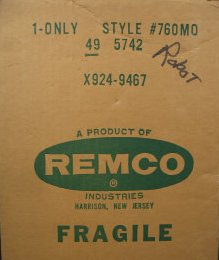 1-ONLY STYLE #760MO
49 5742
Robot
X924-9467
A PRODUCT OF
REMCO
®
INDUSTRIES
HARRISON, NEW JERSEY
FRAGILE